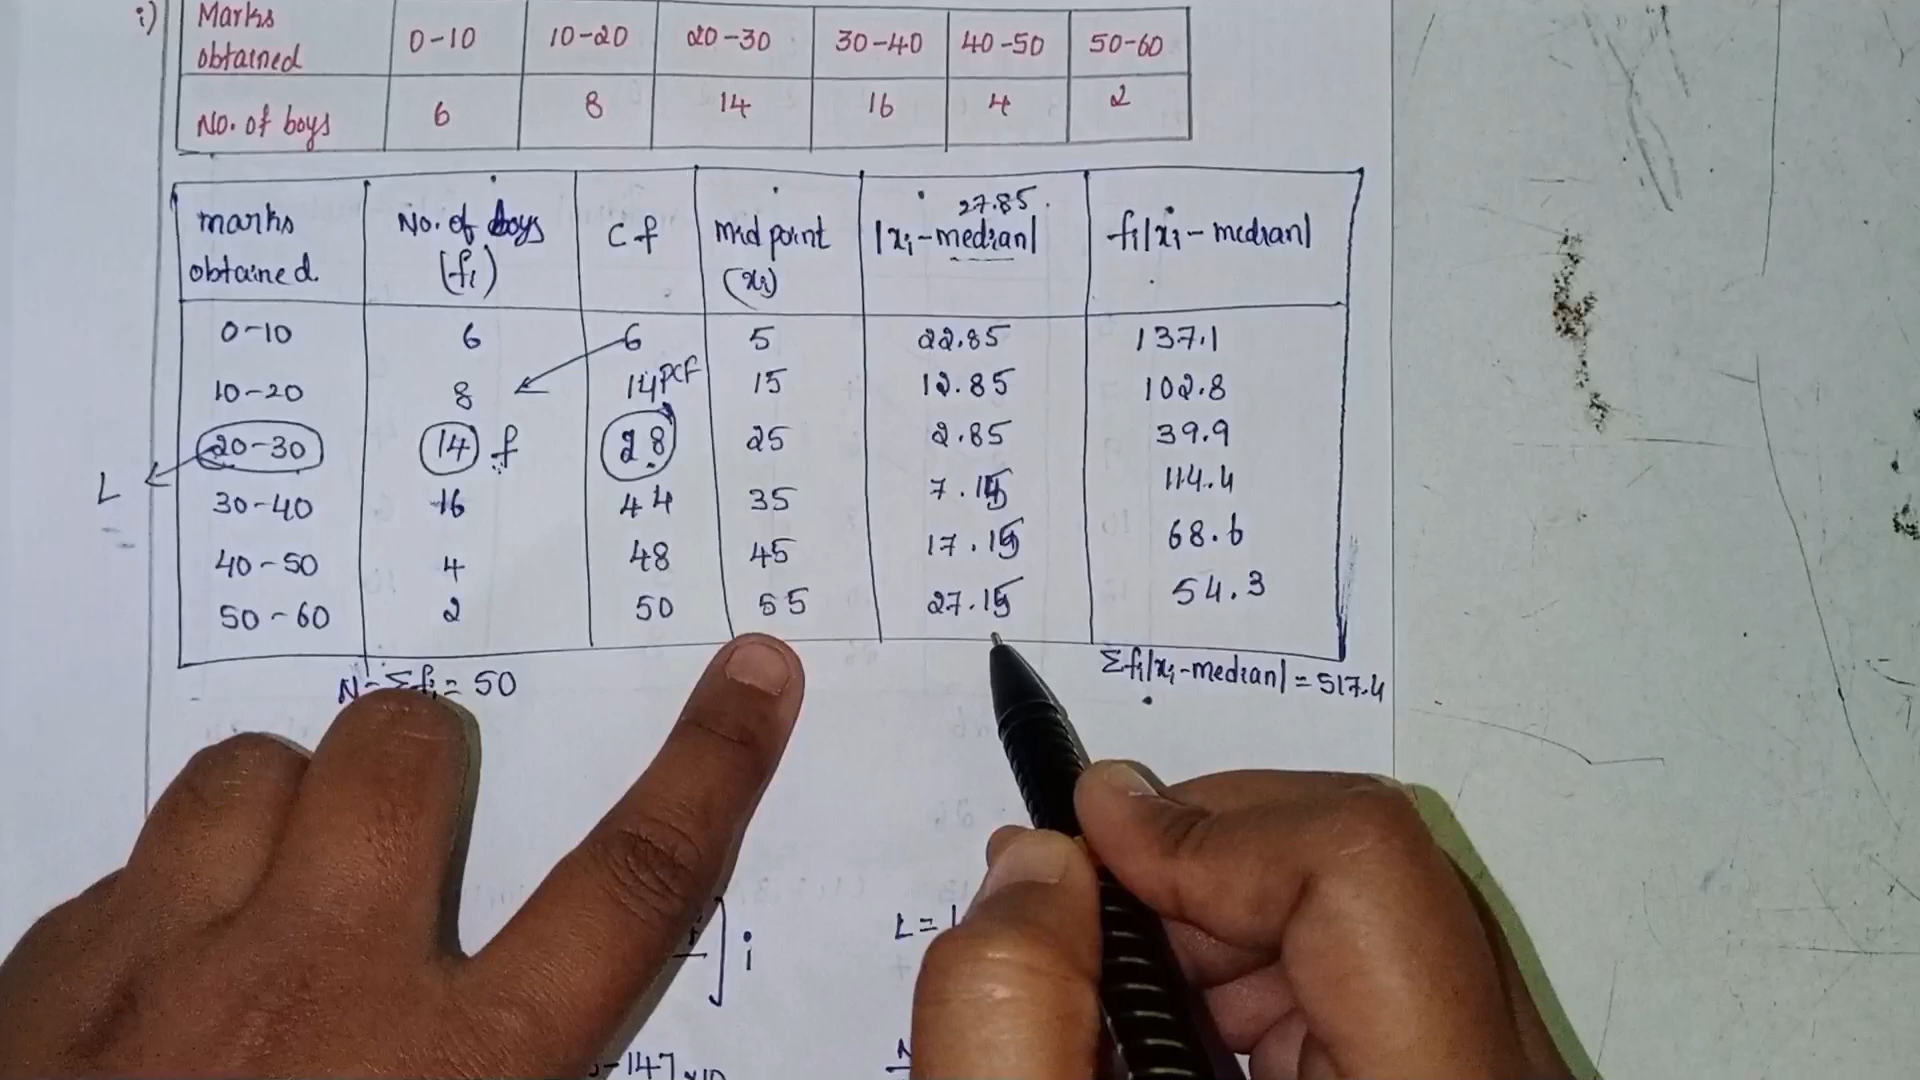 i) Marks obtained 0-10 10-20 20-30 30-40 40-50 50-60
No. of boys 6 8 14 16 4 2
27.85
marks obtained. No. of boys (fi) cf mid point (xi) |xi-median| fi|xi-median|
0-10 6 6 5 22.85 137.1
10-20 8 14 PCF 15 12.85 102.8
20-30 14 f 28 25 2.85 39.9
L
30-40 16 44 35 7.15 114.4
40-50 4 48 45 17.15 68.6
50-60 2 50 55 27.15 54.3
N=Σfi=50 Σfi|xi-median|=517.4
] i L=
-14] x10